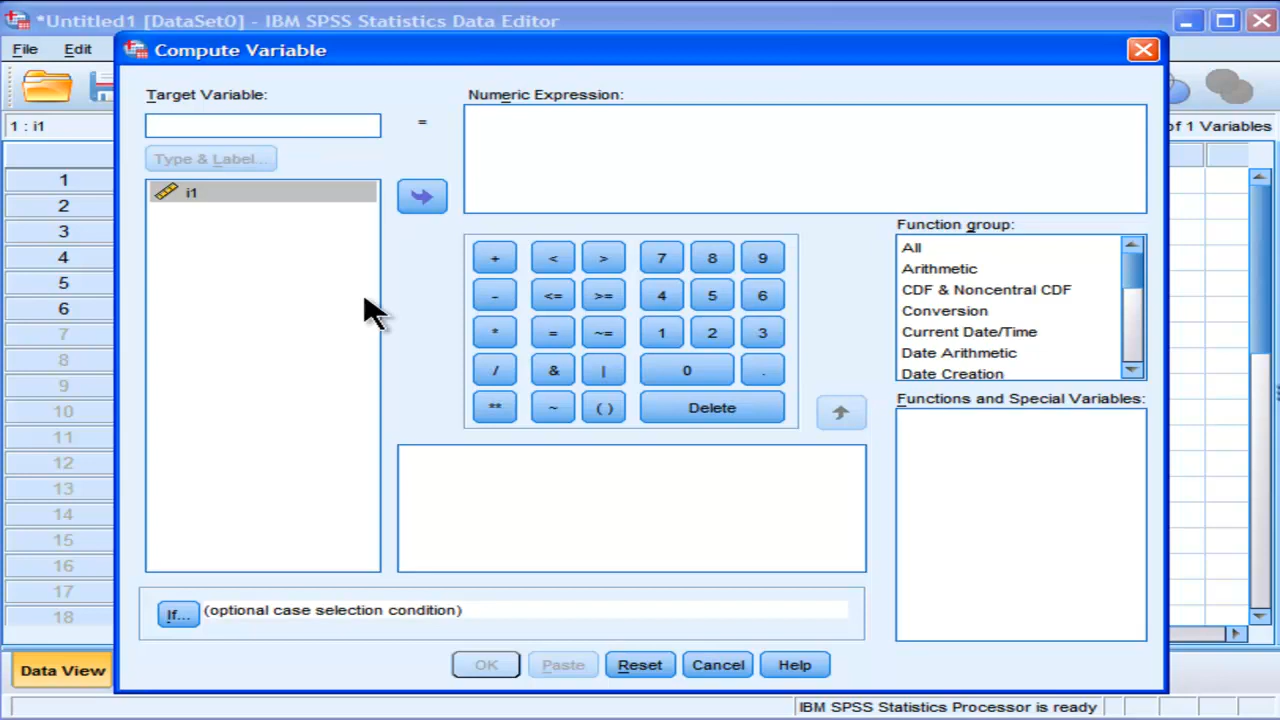 *Untitled1 [DataSet0] - IBM SPSS Statistics Data Editor
File Edit
Compute Variable
Target Variable:
=
Numeric Expression:
1 : i1
of 1 Variables
Type & Label...
i1
Function group:
All
Arithmetic
CDF & Noncentral CDF
Conversion
Current Date/Time
Date Arithmetic
Date Creation
+ < > 7 8 9
- <= >= 4 5 6
* = ~= 1 2 3
/ & | 0 .
** ~ ( ) Delete
Functions and Special Variables:
1
2
3
4
5
6
7
8
9
10
11
12
13
14
15
16
17
18
If... (optional case selection condition)
OK Paste Reset Cancel Help
Data View
IBM SPSS Statistics Processor is ready